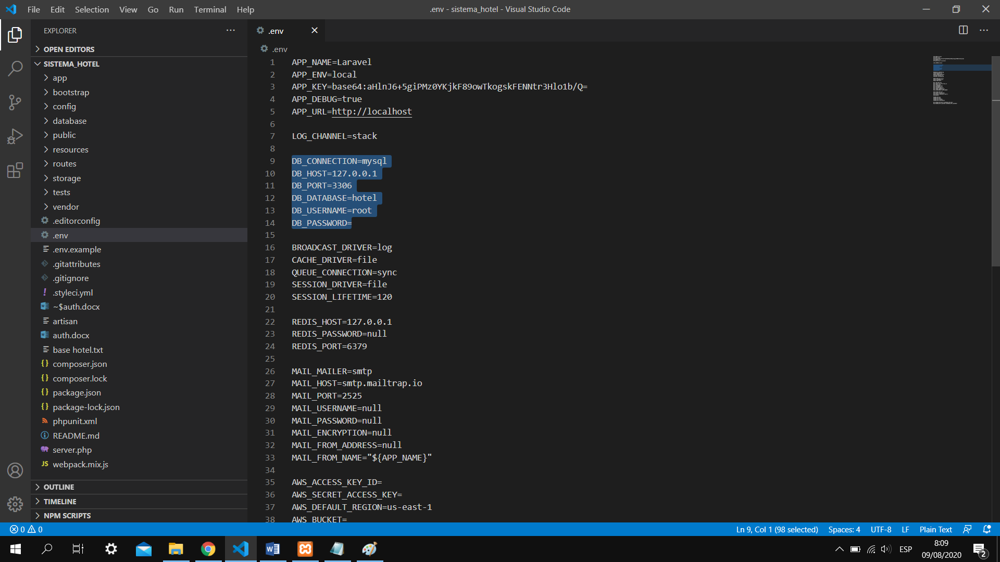 File Edit Selection View Go Run Terminal Help
.env - sistema_hotel - Visual Studio Code
EXPLORER
OPEN EDITORS
SISTEMA_HOTEL
app
bootstrap
config
database
public
resources
routes
storage
tests
vendor
.editorconfig
.env
.env.example
.gitattributes
.gitignore
.styleci.yml
~$auth.docx
artisan
auth.docx
base hotel.txt
composer.json
composer.lock
package.json
package-lock.json
phpunit.xml
README.md
server.php
JS webpack.mix.js
OUTLINE
TIMELINE
NPM SCRIPTS
.env
.env
1 APP_NAME=Laravel
2 APP_ENV=local
3 APP_KEY=base64:aHlnJ6+5giPMz0YKjkF89owTkogskFENNtr3Hlo1b/Q=
4 APP_DEBUG=true
5 APP_URL=http://localhost
6
7 LOG_CHANNEL=stack
8
9 DB_CONNECTION=mysql
10 DB_HOST=127.0.0.1
11 DB_PORT=3306
12 DB_DATABASE=hotel
13 DB_USERNAME=root
14 DB_PASSWORD=
15
16 BROADCAST_DRIVER=log
17 CACHE_DRIVER=file
18 QUEUE_CONNECTION=sync
19 SESSION_DRIVER=file
20 SESSION_LIFETIME=120
21
22 REDIS_HOST=127.0.0.1
23 REDIS_PASSWORD=null
24 REDIS_PORT=6379
25
26 MAIL_MAILER=smtp
27 MAIL_HOST=smtp.mailtrap.io
28 MAIL_PORT=2525
29 MAIL_USERNAME=null
30 MAIL_PASSWORD=null
31 MAIL_ENCRYPTION=null
32 MAIL_FROM_ADDRESS=null
33 MAIL_FROM_NAME="${APP_NAME}"
34
35 AWS_ACCESS_KEY_ID=
36 AWS_SECRET_ACCESS_KEY=
37 AWS_DEFAULT_REGION=us-east-1
38 AWS_BUCKET=
0 0
Ln 9, Col 1 (98 selected) Spaces: 4 UTF-8 LF Plain Text
ESP
8:09
09/08/2020
2